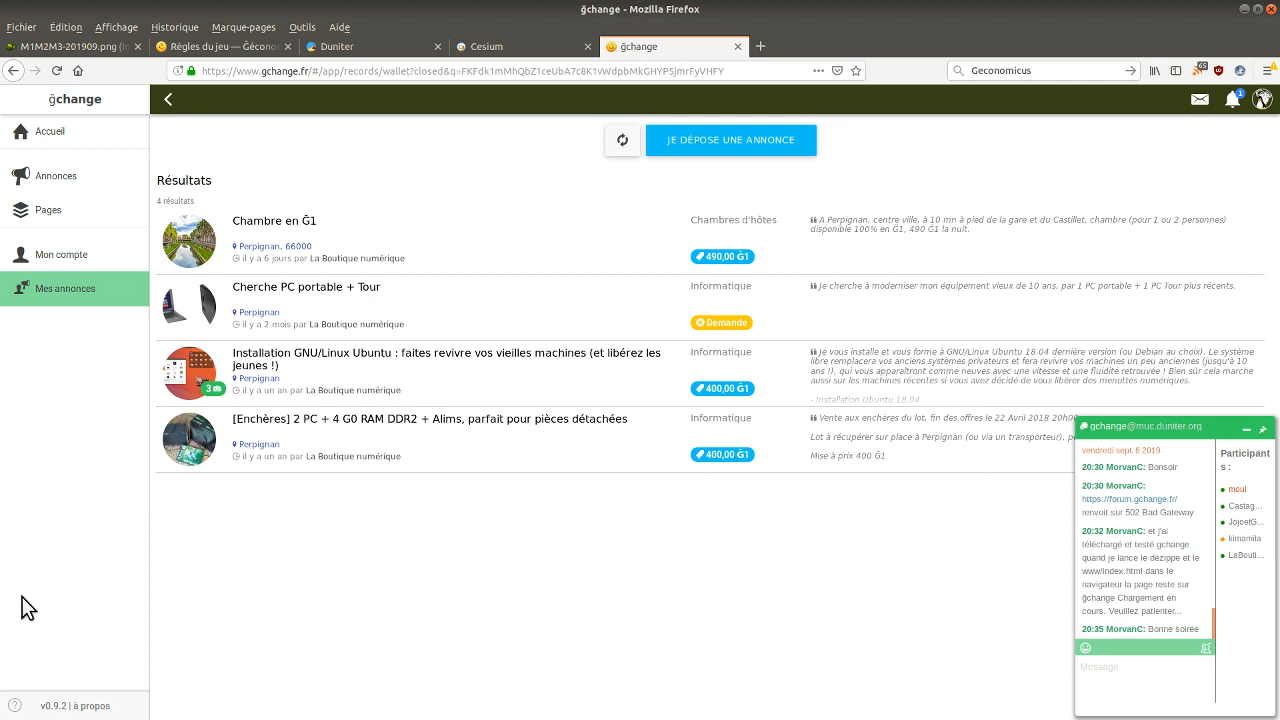 ğchange - Mozilla Firefox
Fichier Édition Affichage Historique Marque-pages Outils Aide
M1M2M3-201909.png (Im
Règles du jeu — Ğécono
Duniter
Cesium
ğchange
https://www.gchange.fr/#/app/records/wallet?closed&q=FKFdk1mMhQbZ1ceUbA7c8K1vWdpbMkGHYP5jmrFyVHFY
Geconomicus
65
ğchange
1
Accueil
Annonces
Pages
Mon compte
Mes annonces
v0.9.2 | à propos
JE DÉPOSE UNE ANNONCE
Résultats
4 résultats
Chambre en Ğ1
Perpignan, 66000
il y a 6 jours par La Boutique numérique
Chambres d'hôtes
490,00 Ğ1
A Perpignan, centre ville, à 10 mn à pied de la gare et du Castillet, chambre (pour 1 ou 2 personnes)
disponible 100% en Ğ1, 490 Ğ1 la nuit.
Cherche PC portable + Tour
Perpignan
il y a 2 mois par La Boutique numérique
Informatique
Demande
Je cherche à moderniser mon équipement vieux de 10 ans, par 1 PC portable + 1 PC Tour plus récents.
Installation GNU/Linux Ubuntu : faites revivre vos vieilles machines (et libérez les
jeunes !)
Perpignan
il y a un an par La Boutique numérique
3
Informatique
400,00 Ğ1
Je vous installe et vous forme à GNU/Linux Ubuntu 18.04 dernière version (ou Debian au choix). Le système
libre remplacera vos anciens systèmes privateurs et fera revivre vos machines un peu anciennes (jusqu'à 10
ans !), qui vous apparaîtront comme neuves avec une vitesse et une fluidité retrouvée ! Bien sûr cela marche
aussi sur les machines récentes si vous avez décidé de vous libérer des menottes numériques.
- Installation Ubuntu 18.04
[Enchères] 2 PC + 4 G0 RAM DDR2 + Alims, parfait pour pièces détachées
Perpignan
il y a un an par La Boutique numérique
Informatique
400,00 Ğ1
Vente aux enchères du lot, fin des offres le 22 Avril 2018 20h00
Lot à récupérer sur place à Perpignan (ou via un transporteur), p
Mise à prix 400 Ğ1
gchange@muc.duniter.org
vendredi sept. 6 2019
20:30 MorvanC: Bonsoir
20:30 MorvanC:
https://forum.gchange.fr/
renvoit sur 502 Bad Gateway
20:32 MorvanC: et j'ai
téléchargé et testé gchange
quand je lance le dézippe et le
www/index.html dans le
navigateur la page reste sur
ğchange Chargement en
cours. Veuillez patienter...
20:35 MorvanC: Bonne soirée
Message
Participant
s :
moul
Castag...
JojoetG...
kimamila
LaBouti...